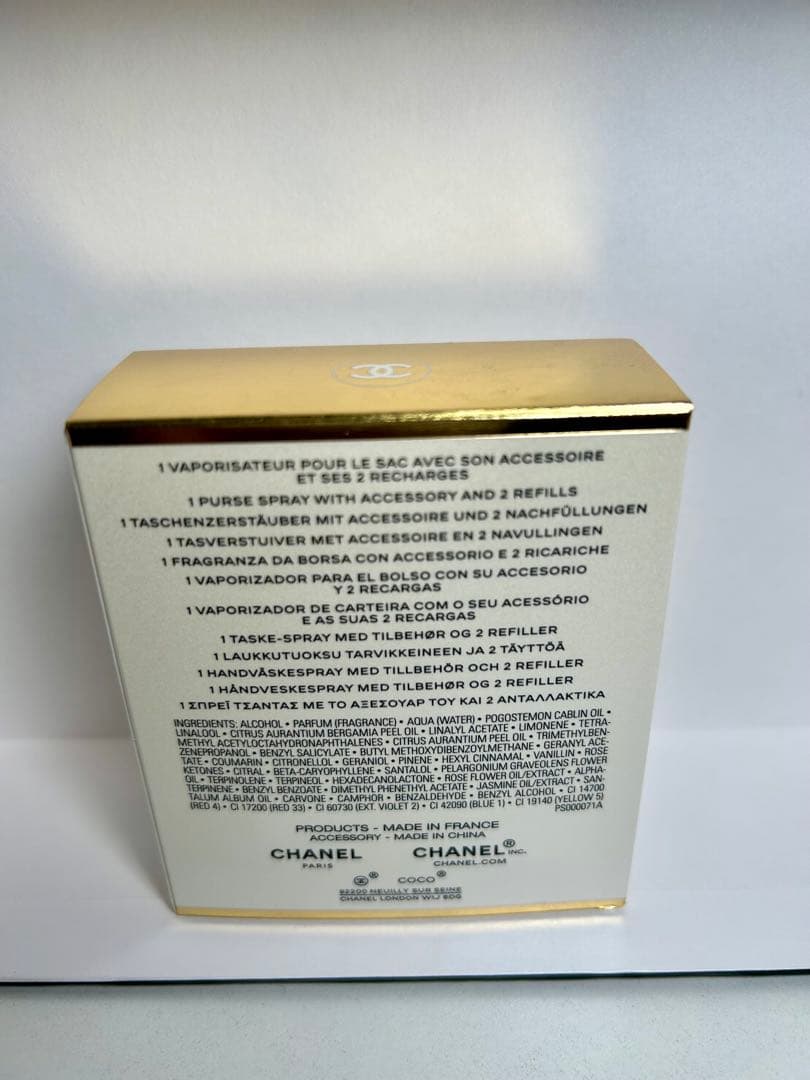 1 VAPORISATEUR POUR LE SAC AVEC SON ACCESSOIRE
ET SES 2 RECHARGES
1 PURSE SPRAY WITH ACCESSORY AND 2 REFILLS
1 TASCHENZERSTÄUBER MIT ACCESSOIRE UND 2 NACHFÜLLUNGEN
1 TASVERSTUIVER MET ACCESSOIRE EN 2 NAVULLINGEN
1 FRAGRANZA DA BORSA CON ACCESSORIO E 2 RICARICHE
1 VAPORIZADOR PARA EL BOLSO CON SU ACCESORIO
Y 2 RECARGAS
1 VAPORIZADOR DE CARTEIRA COM O SEU ACESSÓRIO
E AS SUAS 2 RECARGAS
1 TASKE-SPRAY MED TILBEHØR OG 2 REFILLER
1 LAUKKUTUOKSU TARVIKKEINEEN JA 2 TÄYTTÖÄ
1 HANDVÄSKESPRAY MED TILLBEHÖR OCH 2 REFILLER
1 HÅNDVESKESPRAY MED TILBEHØR OG 2 REFILLER
1 ΣΠΡΕΪ ΤΣΑΝΤΑΣ ΜΕ ΤΟ ΑΞΕΣΟΥΑΡ ΤΟΥ ΚΑΙ 2 ΑΝΤΑΛΛΑΚΤΙΚΑ
INGREDIENTS: ALCOHOL • PARFUM (FRAGRANCE) • AQUA (WATER) • POGOSTEMON CABLIN OIL •
LINALOOL • CITRUS AURANTIUM BERGAMIA PEEL OIL • LINALYL ACETATE • LIMONENE • TETRA-
METHYL ACETYLOCTAHYDRONAPHTHALENES • CITRUS AURANTIUM PEEL OIL • TRIMETHYLBEN-
ZENEPROPANOL • BENZYL SALICYLATE • BUTYL METHOXYDIBENZOYLMETHANE • GERANYL ACE-
TATE • COUMARIN • CITRONELLOL • GERANIOL • PINENE • HEXYL CINNAMAL • VANILLIN • ROSE
KETONES • CITRAL • BETA-CARYOPHYLLENE • SANTALOL • PELARGONIUM GRAVEOLENS FLOWER
OIL • TERPINOLENE • TERPINEOL • HEXADECANOLACTONE • ROSE FLOWER OIL/EXTRACT • ALPHA-
TERPINENE • BENZYL BENZOATE • DIMETHYL PHENETHYL ACETATE • JASMINE OIL/EXTRACT • SAN-
TALUM ALBUM OIL • CARVONE • CAMPHOR • BENZALDEHYDE • BENZYL ALCOHOL • CI 14700
(RED 4) • CI 17200 (RED 33) • CI 60730 (EXT. VIOLET 2) • CI 42090 (BLUE 1) • CI 19140 (YELLOW 5)
PS000071A
PRODUCTS - MADE IN FRANCE
ACCESSORY - MADE IN CHINA
CHANEL CHANEL® INC.
PARIS CHANEL.COM
® COCO®
92200 NEUILLY SUR SEINE
CHANEL LONDON W1J 6DG